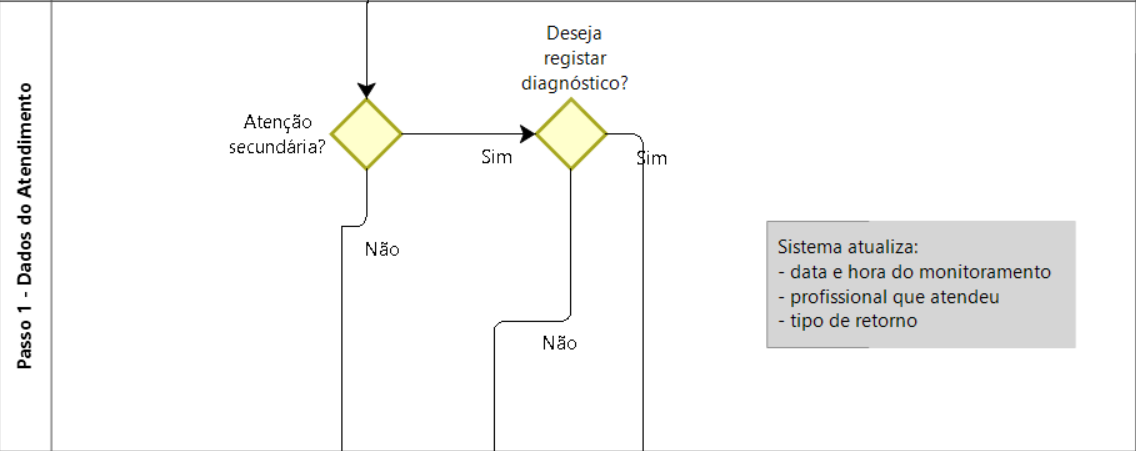 Passo 1 - Dados do Atendimento
Deseja
registar
diagnóstico?
Atenção
secundária?
Sim
Sim
Não
Não
Sistema atualiza:
- data e hora do monitoramento
- profissional que atendeu
- tipo de retorno